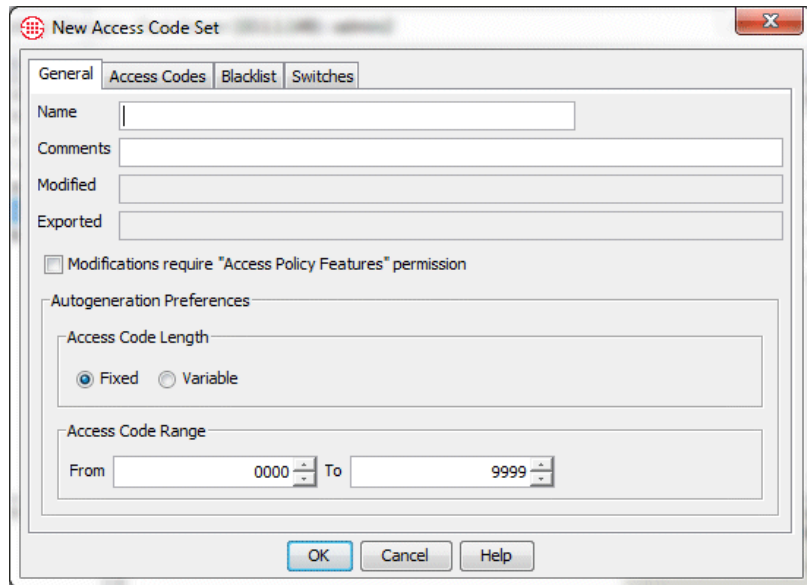 New Access Code Set
General Access Codes Blacklist Switches
Name
Comments
Modified
Exported
Modifications require "Access Policy Features" permission
Autogeneration Preferences
Access Code Length
Fixed Variable
Access Code Range
From 0000 To 9999
OK Cancel Help